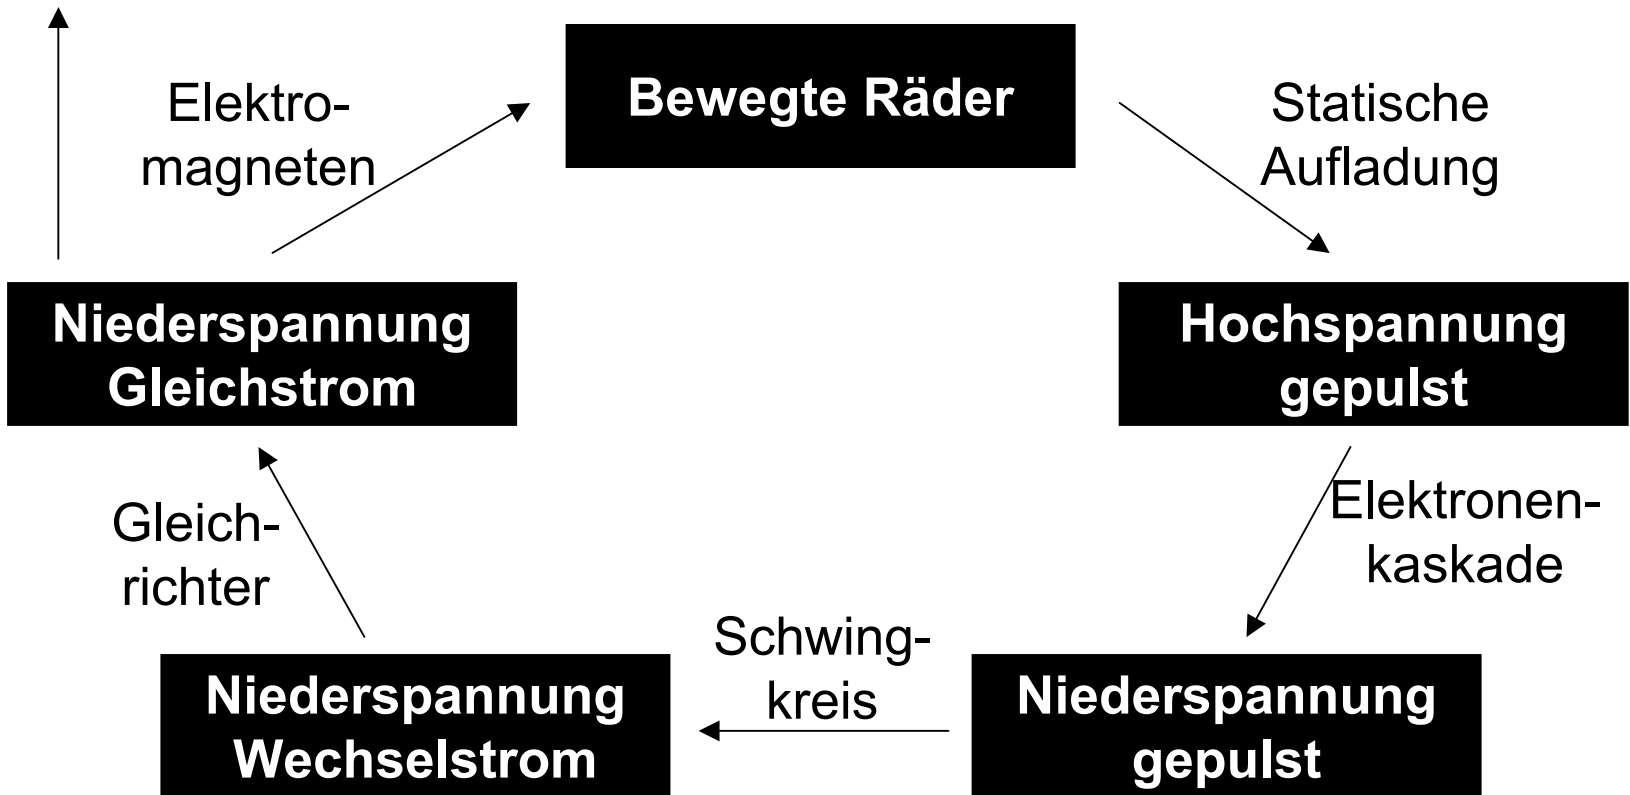 Bewegte Räder
Elektro-
magneten
Statische
Aufladung
Niederspannung
Gleichstrom
Hochspannung
gepulst
Gleich-
richter
Elektronen-
kaskade
Schwing-
kreis
Niederspannung
Wechselstrom
Niederspannung
gepulst